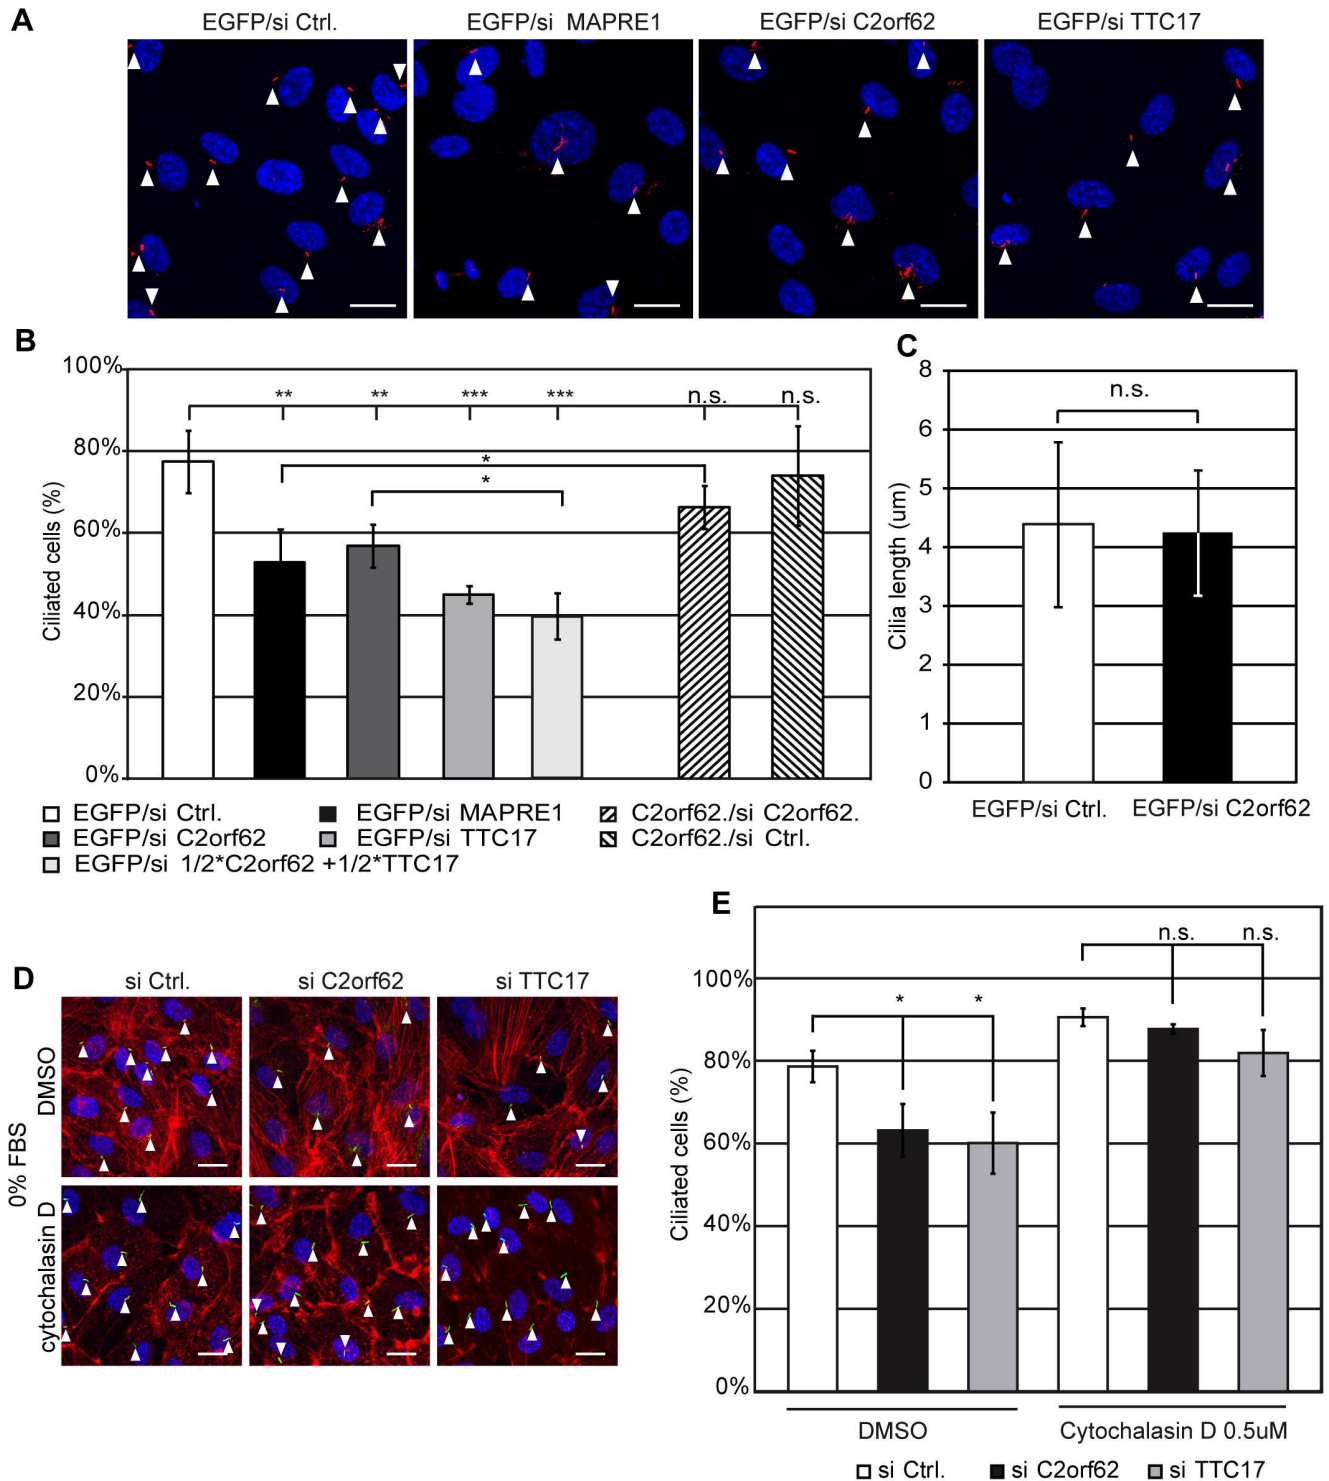 A
EGFP/si Ctrl.
EGFP/si MAPRE1
EGFP/si C2orf62
EGFP/si TTC17
B
100%
80%
60%
40%
20%
0%
Ciliated cells (%)
** ** *** *** n.s. n.s.
*
*
EGFP/si Ctrl.
EGFP/si MAPRE1
C2orf62./si C2orf62.
EGFP/si C2orf62
EGFP/si TTC17
C2orf62./si Ctrl.
EGFP/si 1/2*C2orf62 +1/2*TTC17
C
8
6
5
4
3
2
1
0
Cilia length (um)
n.s.
EGFP/si Ctrl.
EGFP/si C2orf62
D
si Ctrl.
si C2orf62
si TTC17
0% FBS
DMSO
cytochalasin D
E
100%
80%
60%
40%
20%
0%
Ciliated cells (%)
* *
n.s. n.s.
DMSO
Cytochalasin D 0.5uM
si Ctrl.
si C2orf62
si TTC17